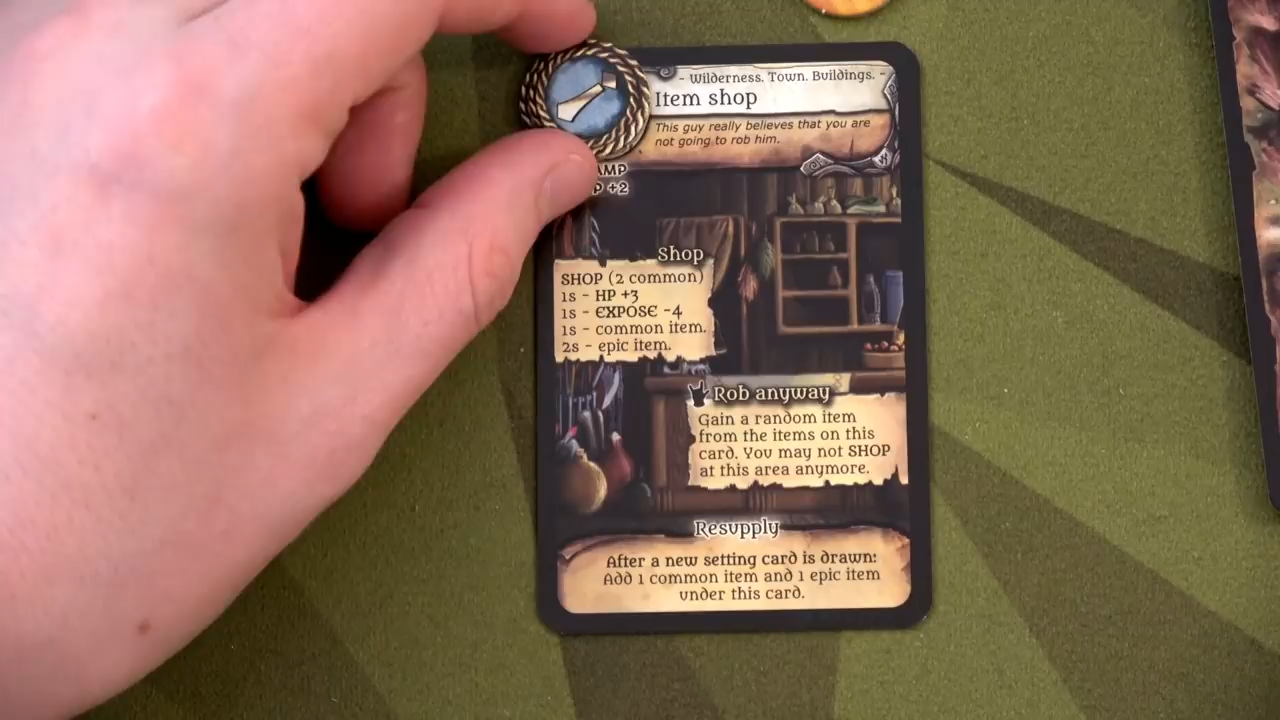 - Wilderness. Town. Buildings. -
Item shop
This guy really believes that you are
not going to rob him.
+2
Shop
SHOP (2 common)
1s - HP +3
1s - EXPOSE -4
1s - common item.
2s - epic item.
Rob anyway
Gain a random item
from the items on this
card. You may not SHOP
at this area anymore.
Resupply
After a new setting card is drawn:
Add 1 common item and 1 epic item
under this card.